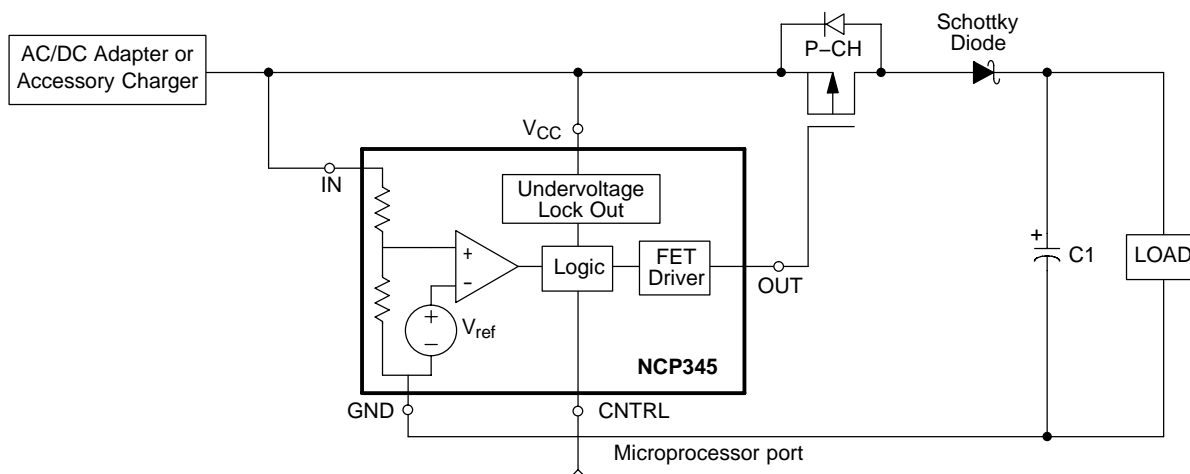 AC/DC Adapter or
Accessory Charger
P–CH
Schottky
Diode
VCC
IN
Undervoltage
Lock Out
+
–
Logic
FET
Driver
OUT
+
–
Vref
NCP345
+
C1
LOAD
GND
CNTRL
Microprocessor port